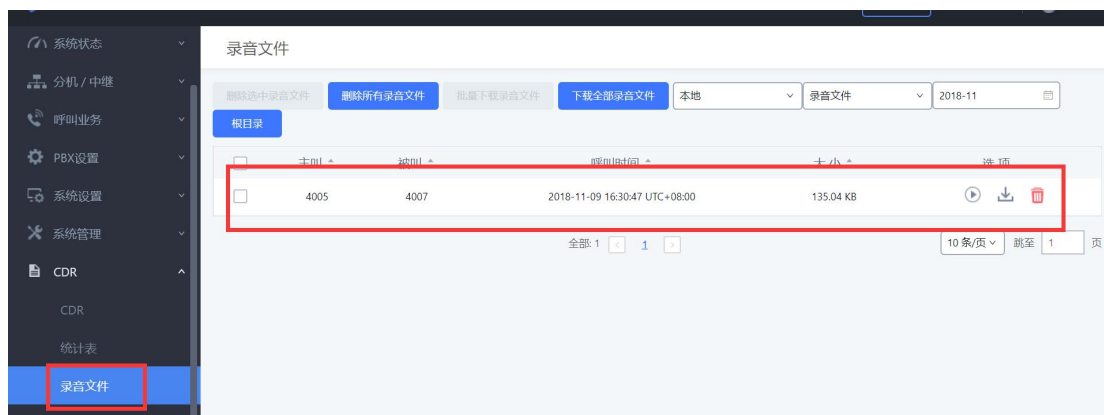 系统状态
分机 / 中继
呼叫业务
PBX设置
系统设置
系统管理
CDR
CDR
统计表
录音文件
录音文件
删除选中录音文件 删除所有录音文件 批量下载录音文件 下载全部录音文件 本地 录音文件 2018-11
根目录
主叫 被叫 呼叫时间 大小 选项
4005 4007 2018-11-09 16:30:47 UTC+08:00 135.04 KB
全部: 1 < 1 > 10 条/页 跳至 1 页